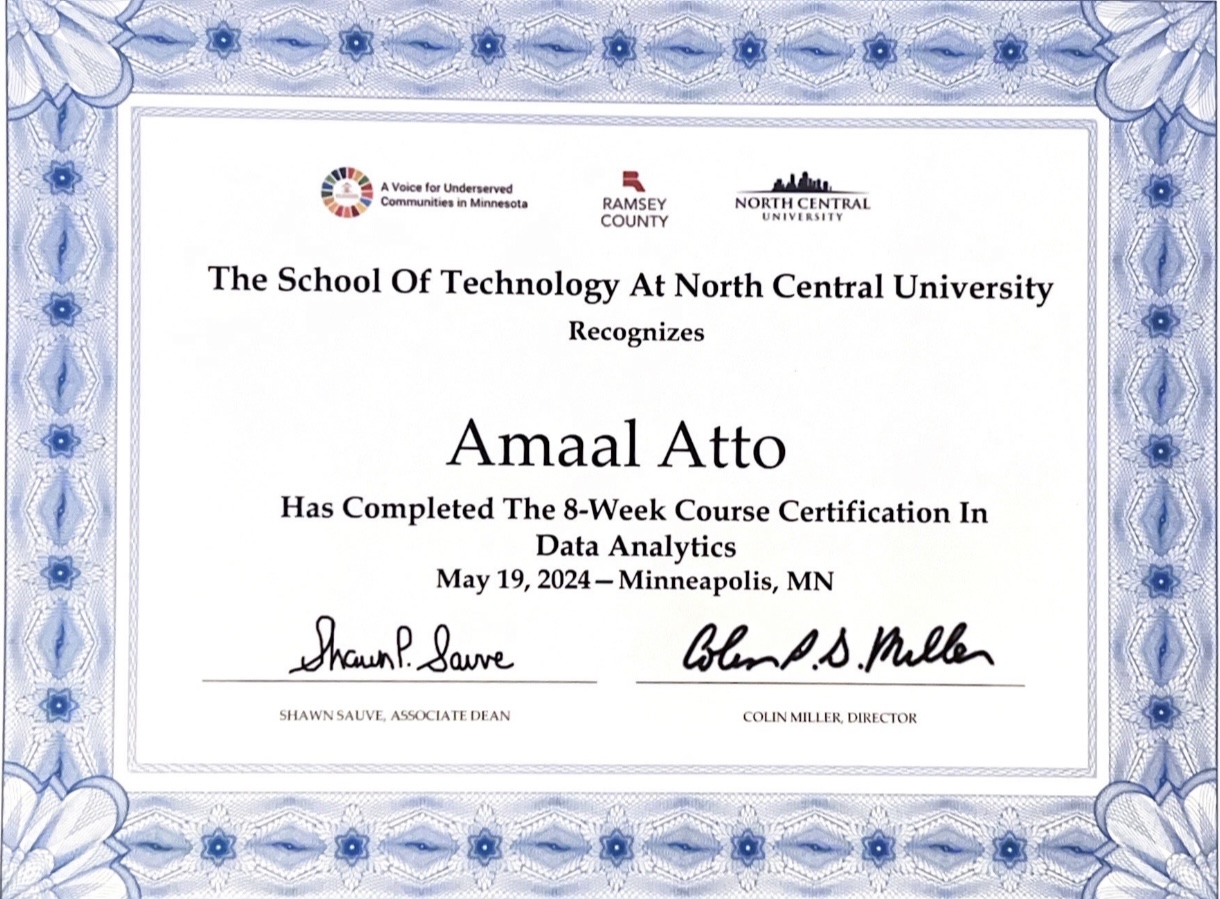 A Voice for Underserved
Communities in Minnesota
RAMSEY
COUNTY
NORTH CENTRAL
UNIVERSITY
The School Of Technology At North Central University
Recognizes
Amaal Atto
Has Completed The 8-Week Course Certification In
Data Analytics
May 19, 2024 – Minneapolis, MN
Shawn P. Sauve
Colin P. S. Miller
SHAWN SAUVE, ASSOCIATE DEAN
COLIN MILLER, DIRECTOR